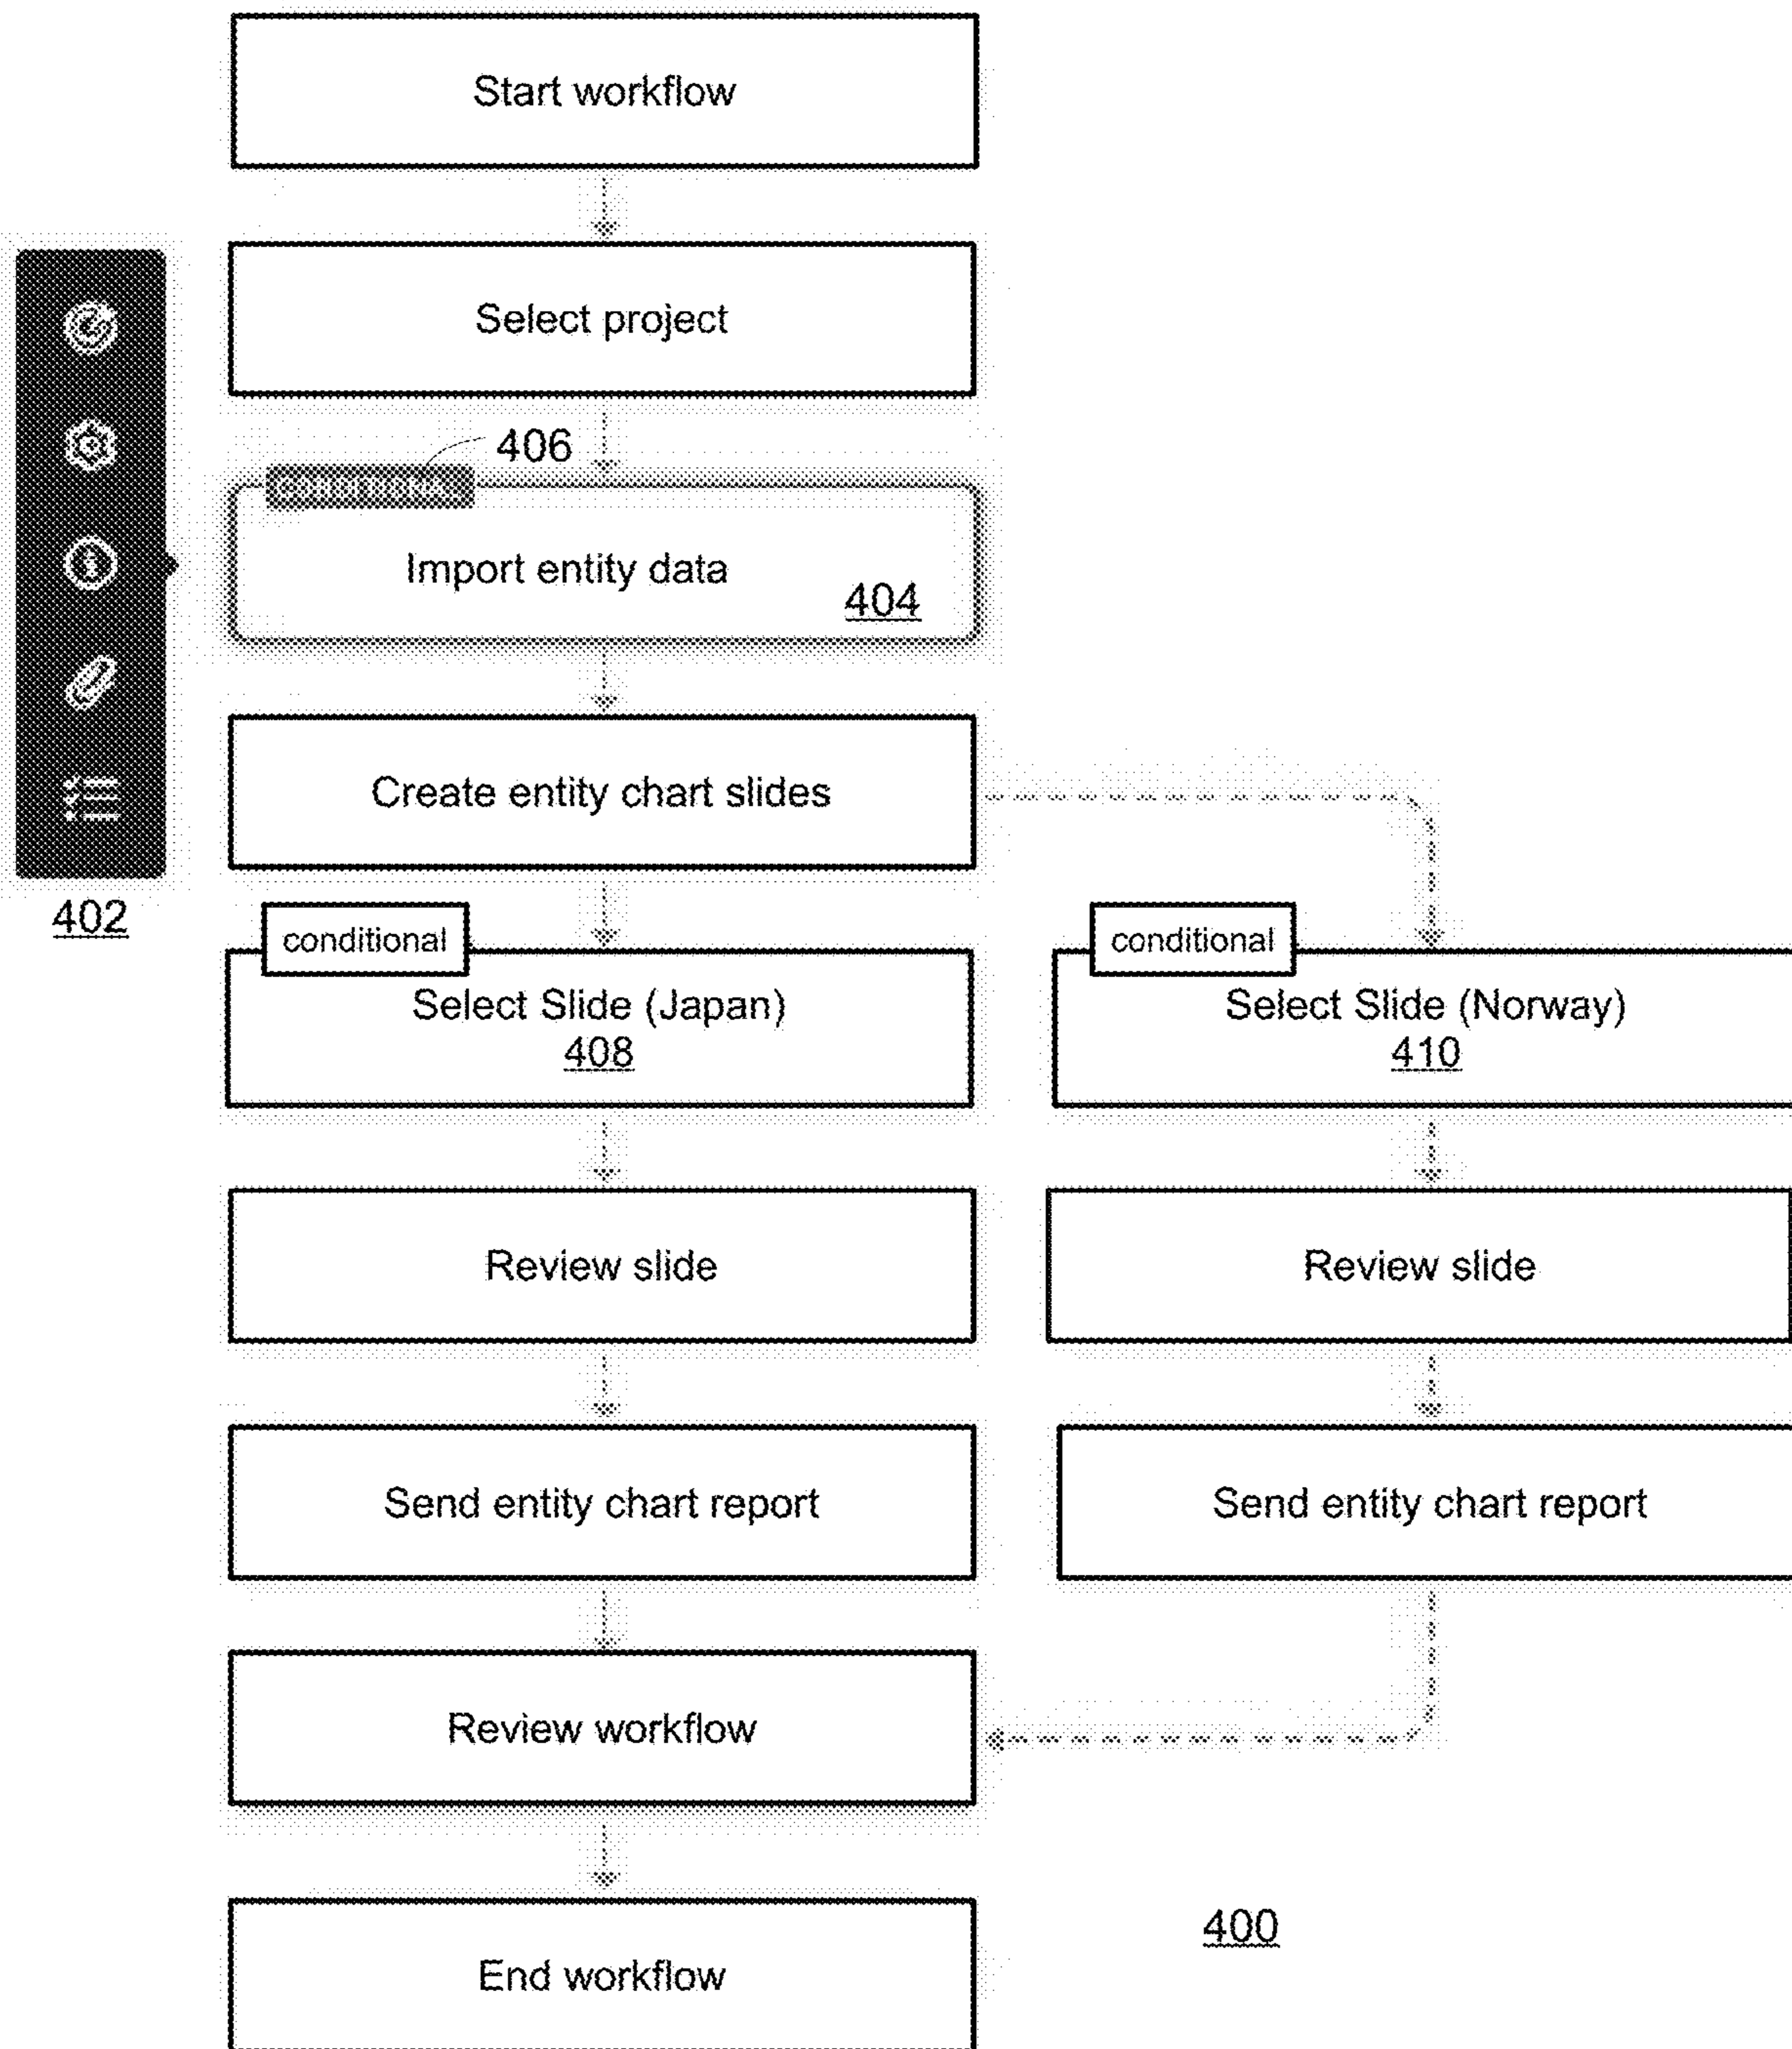 Start workflow
Select project
406
CONDITIONAL
Import entity data
404
Create entity chart slides
402
conditional
conditional
Select Slide (Japan)
408
Select Slide (Norway)
410
Review slide
Review slide
Send entity chart report
Send entity chart report
Review workflow
400
End workflow